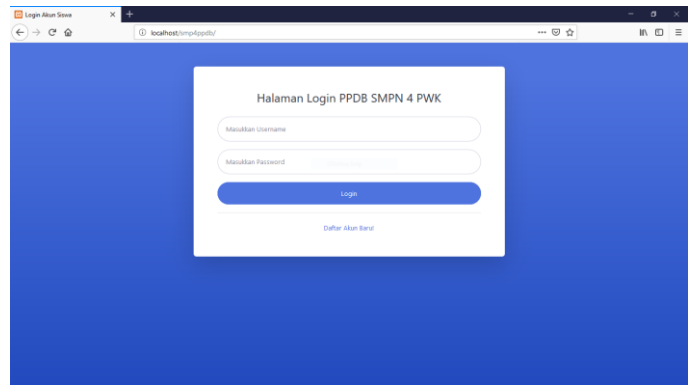 Login Akun Siswa
localhost/smp4ppdb/
Halaman Login PPDB SMPN 4 PWK
Masukkan Username
Masukkan Password
Login
Daftar Akun Baru!